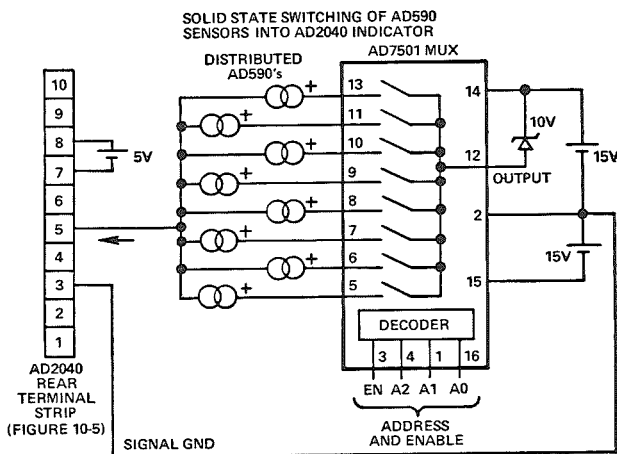 SOLID STATE SWITCHING OF AD590
SENSORS INTO AD2040 INDICATOR
DISTRIBUTED
AD590's
AD7501 MUX
10
9
8
7
6
5
4
3
2
1
5V
+
+
+
+
+
+
+
+
13
11
10
9
8
7
6
5
14
12
OUTPUT
2
15
10V
15V
15V
DECODER
3 4 1 16
EN A2 A1 A0
ADDRESS
AND ENABLE
AD2040
REAR
TERMINAL
STRIP
(FIGURE 10-5)
SIGNAL GND